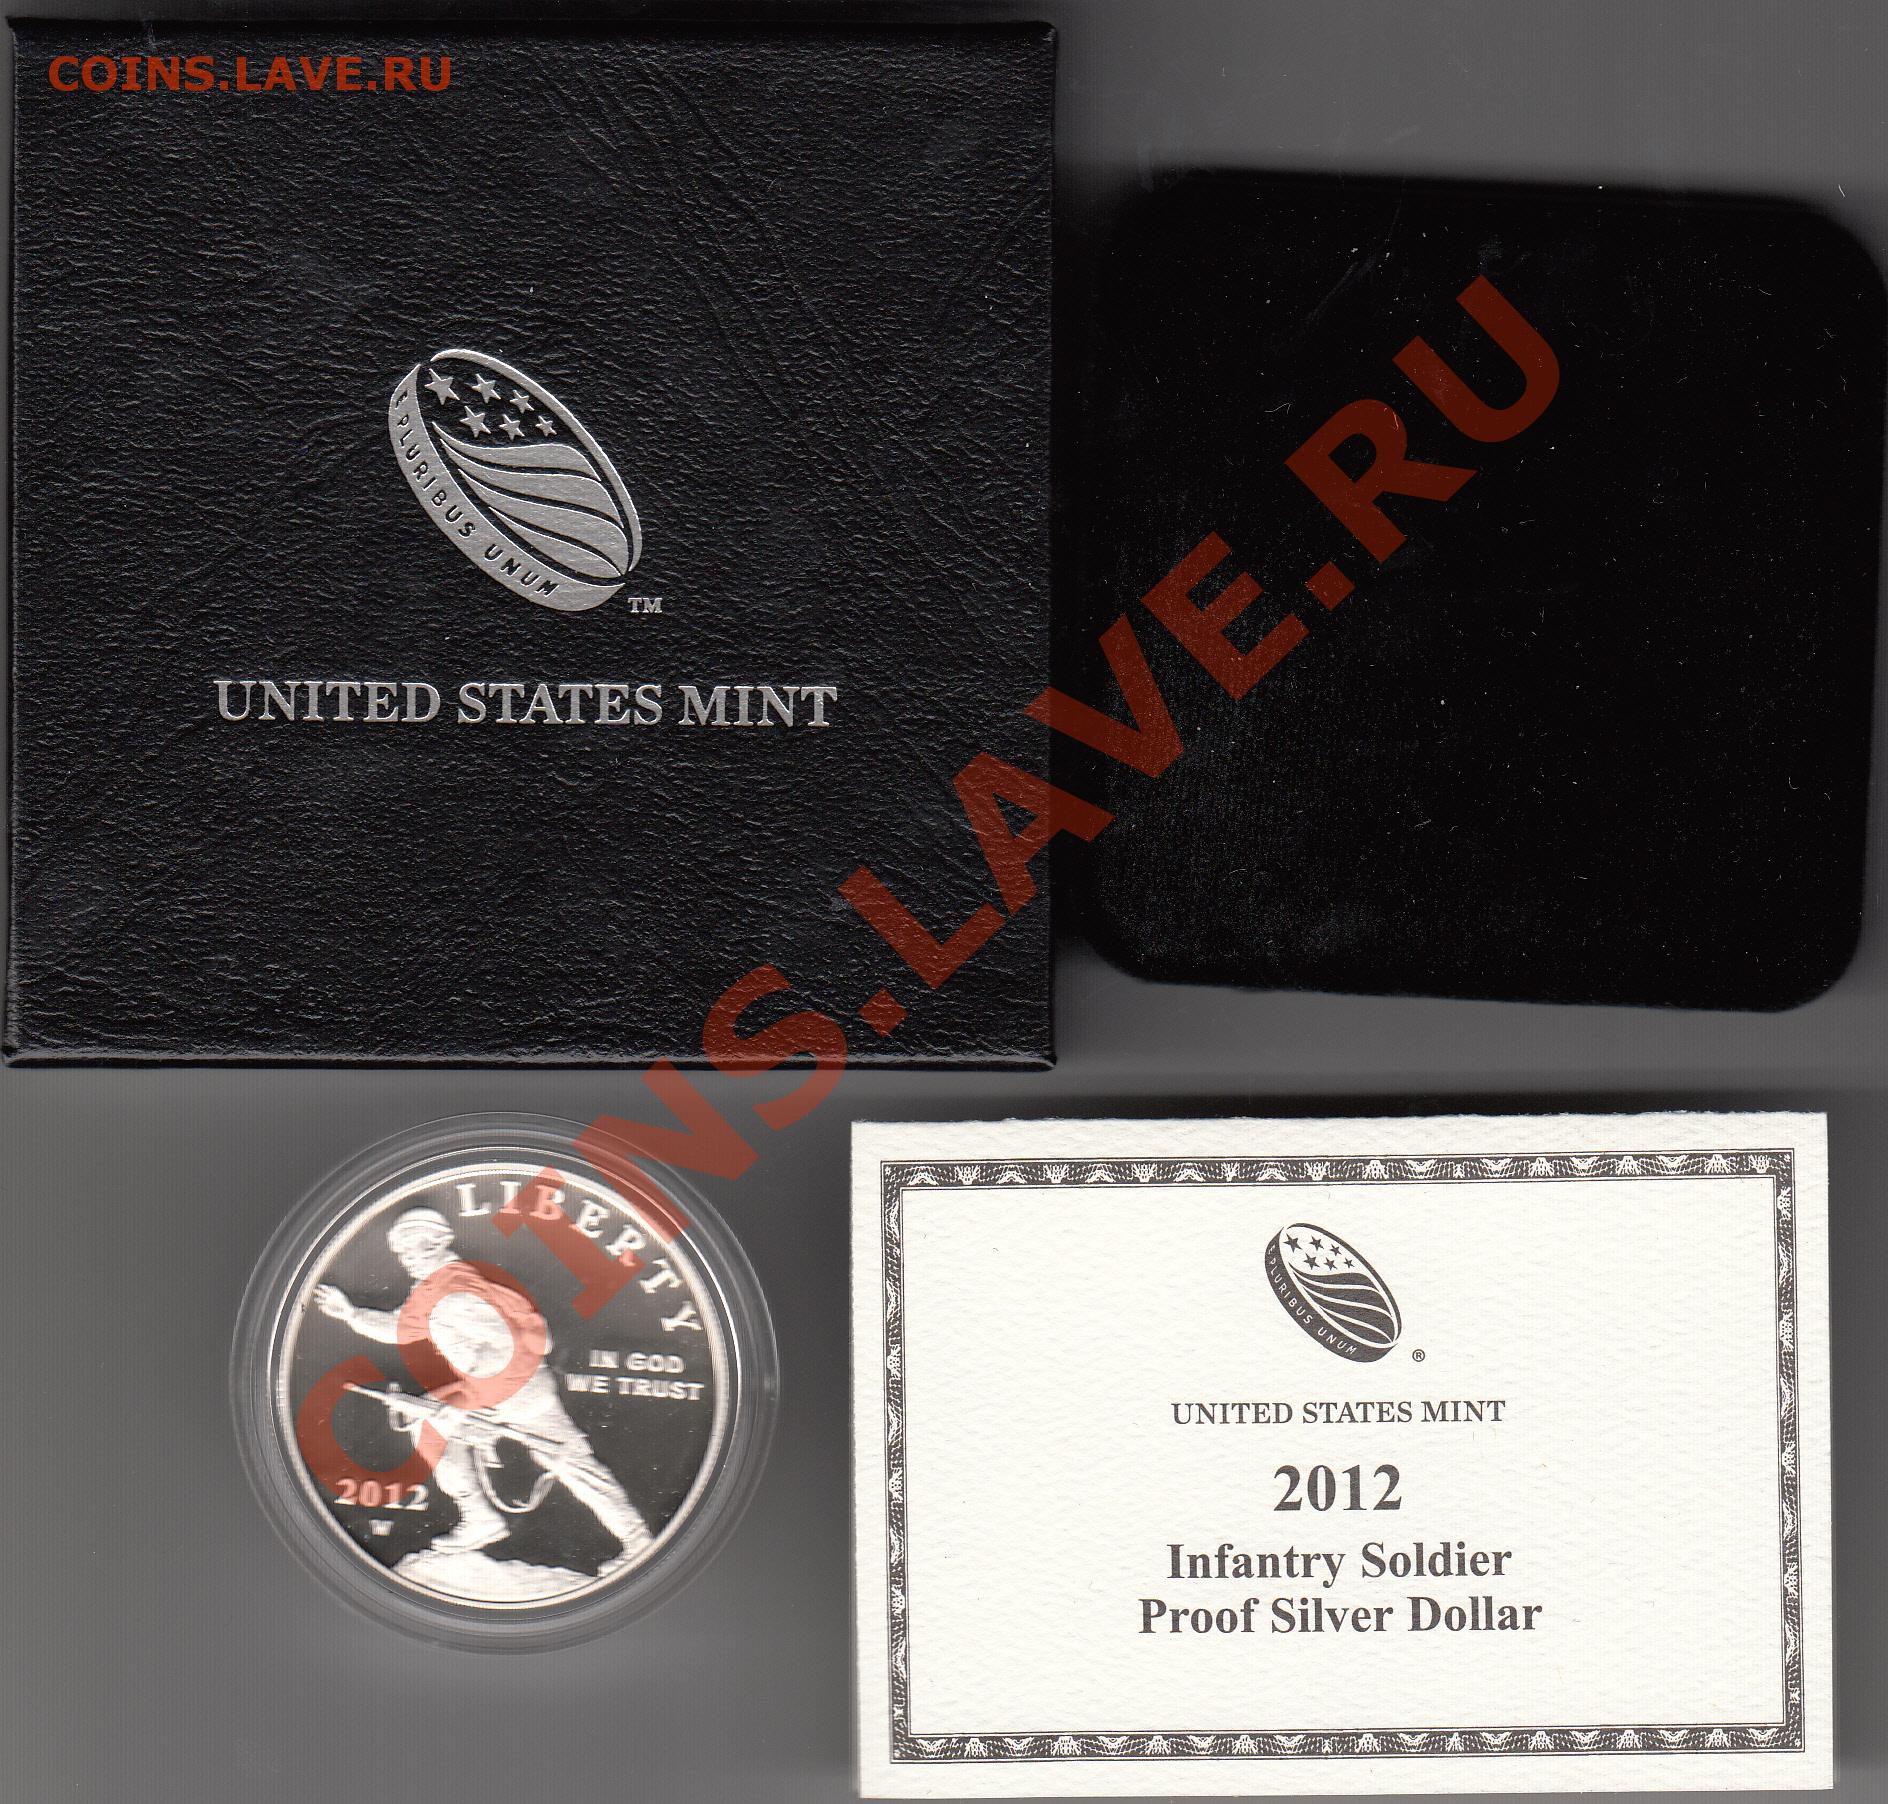 COINS.LAVE.RU
E PLURIBUS UNUM
TM
UNITED STATES MINT
COINS.LAVE.RU
LIBERTY
IN GOD
WE TRUST
2012
W
E PLURIBUS UNUM
®
UNITED STATES MINT
2012
Infantry Soldier
Proof Silver Dollar